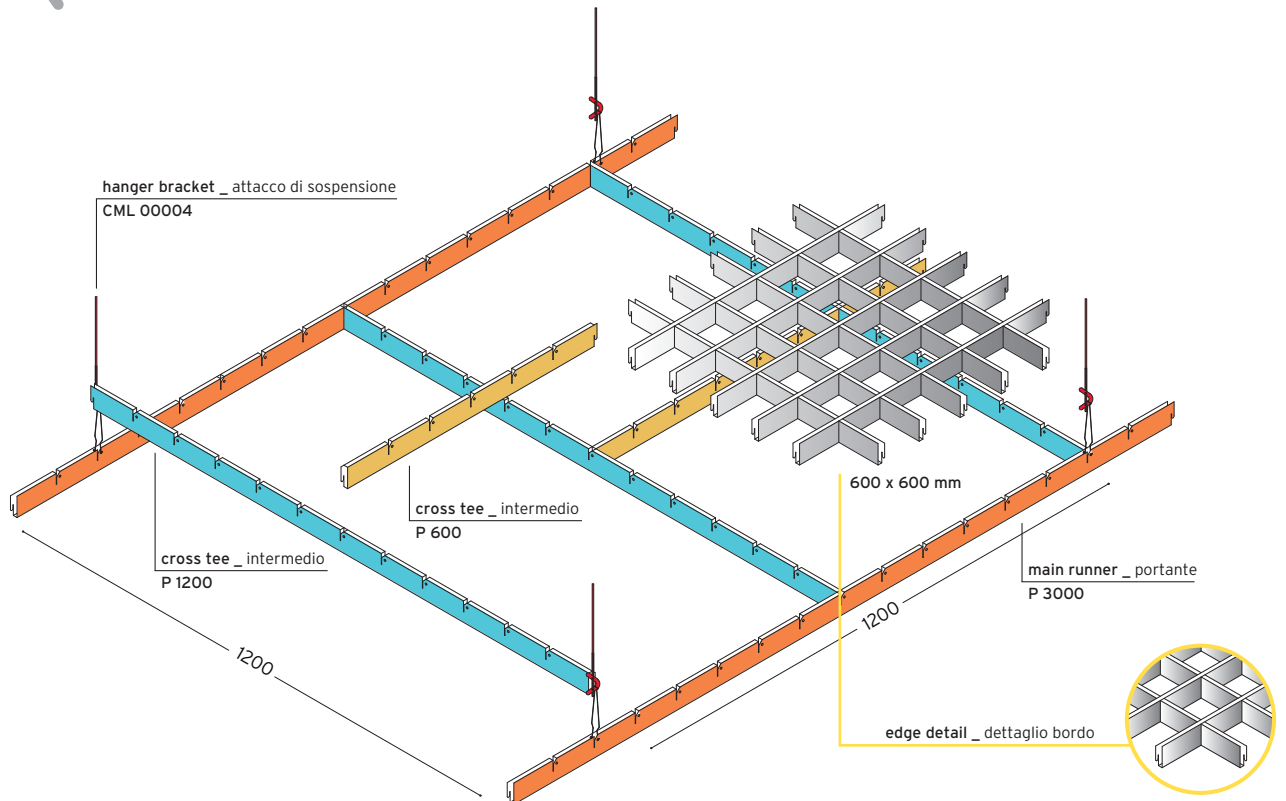 hanger bracket _ attacco di sospensione
CML 00004
600 x 600 mm
cross tee _ intermedio
P 600
cross tee _ intermedio
P 1200
main runner _ portante
P 3000
1200
1200
edge detail _ dettaglio bordo